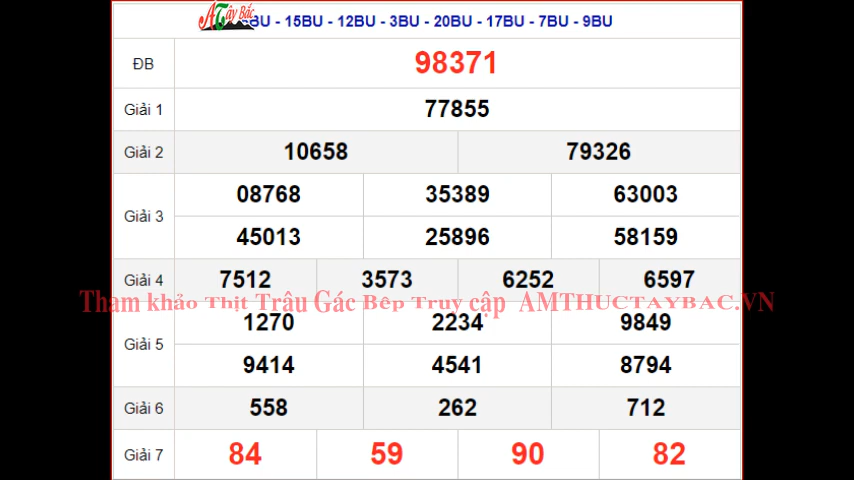 ATây Bắc
BU - 15BU - 12BU - 3BU - 20BU - 17BU - 7BU - 9BU
ĐB 98371
Giải 1 77855
Giải 2 10658 79326
Giải 3 08768 35389 63003
45013 25896 58159
Giải 4 7512 3573 6252 6597
Tham khảo Thịt Trâu Gác Bếp Truy cập AMTHUCTAYBAC.VN
Giải 5 1270 2234 9849
9414 4541 8794
Giải 6 558 262 712
Giải 7 84 59 90 82